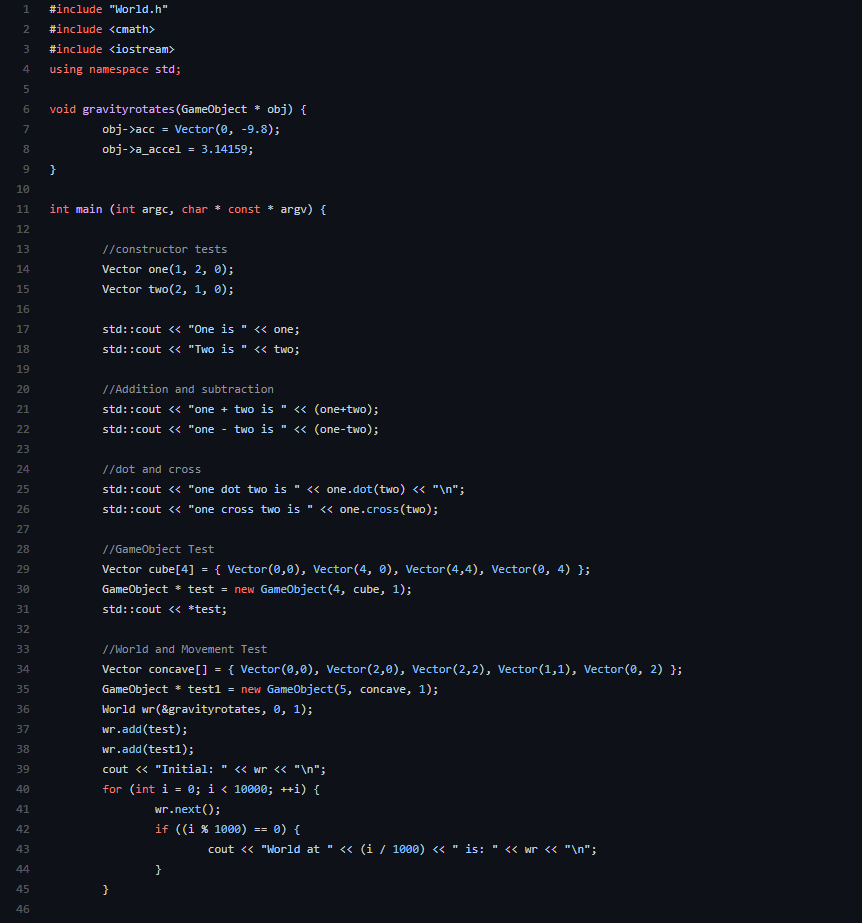 1 #include "World.h"
2 #include <cmath>
3 #include <iostream>
4 using namespace std;
5
6 void gravityrotates(GameObject * obj) {
7 obj->acc = Vector(0, -9.8);
8 obj->a_accel = 3.14159;
9 }
10
11 int main (int argc, char * const * argv) {
12
13 //constructor tests
14 Vector one(1, 2, 0);
15 Vector two(2, 1, 0);
16
17 std::cout << "One is " << one;
18 std::cout << "Two is " << two;
19
20 //Addition and subtraction
21 std::cout << "one + two is " << (one+two);
22 std::cout << "one - two is " << (one-two);
23
24 //dot and cross
25 std::cout << "one dot two is " << one.dot(two) << "\n";
26 std::cout << "one cross two is " << one.cross(two);
27
28 //GameObject Test
29 Vector cube[4] = { Vector(0,0), Vector(4, 0), Vector(4,4), Vector(0, 4) };
30 GameObject * test = new GameObject(4, cube, 1);
31 std::cout << *test;
32
33 //World and Movement Test
34 Vector concave[] = { Vector(0,0), Vector(2,0), Vector(2,2), Vector(1,1), Vector(0, 2) };
35 GameObject * test1 = new GameObject(5, concave, 1);
36 World wr(&gravityrotates, 0, 1);
37 wr.add(test);
38 wr.add(test1);
39 cout << "Initial: " << wr << "\n";
40 for (int i = 0; i < 10000; ++i) {
41 wr.next();
42 if ((i % 1000) == 0) {
43 cout << "World at " << (i / 1000) << " is: " << wr << "\n";
44 }
45 }
46